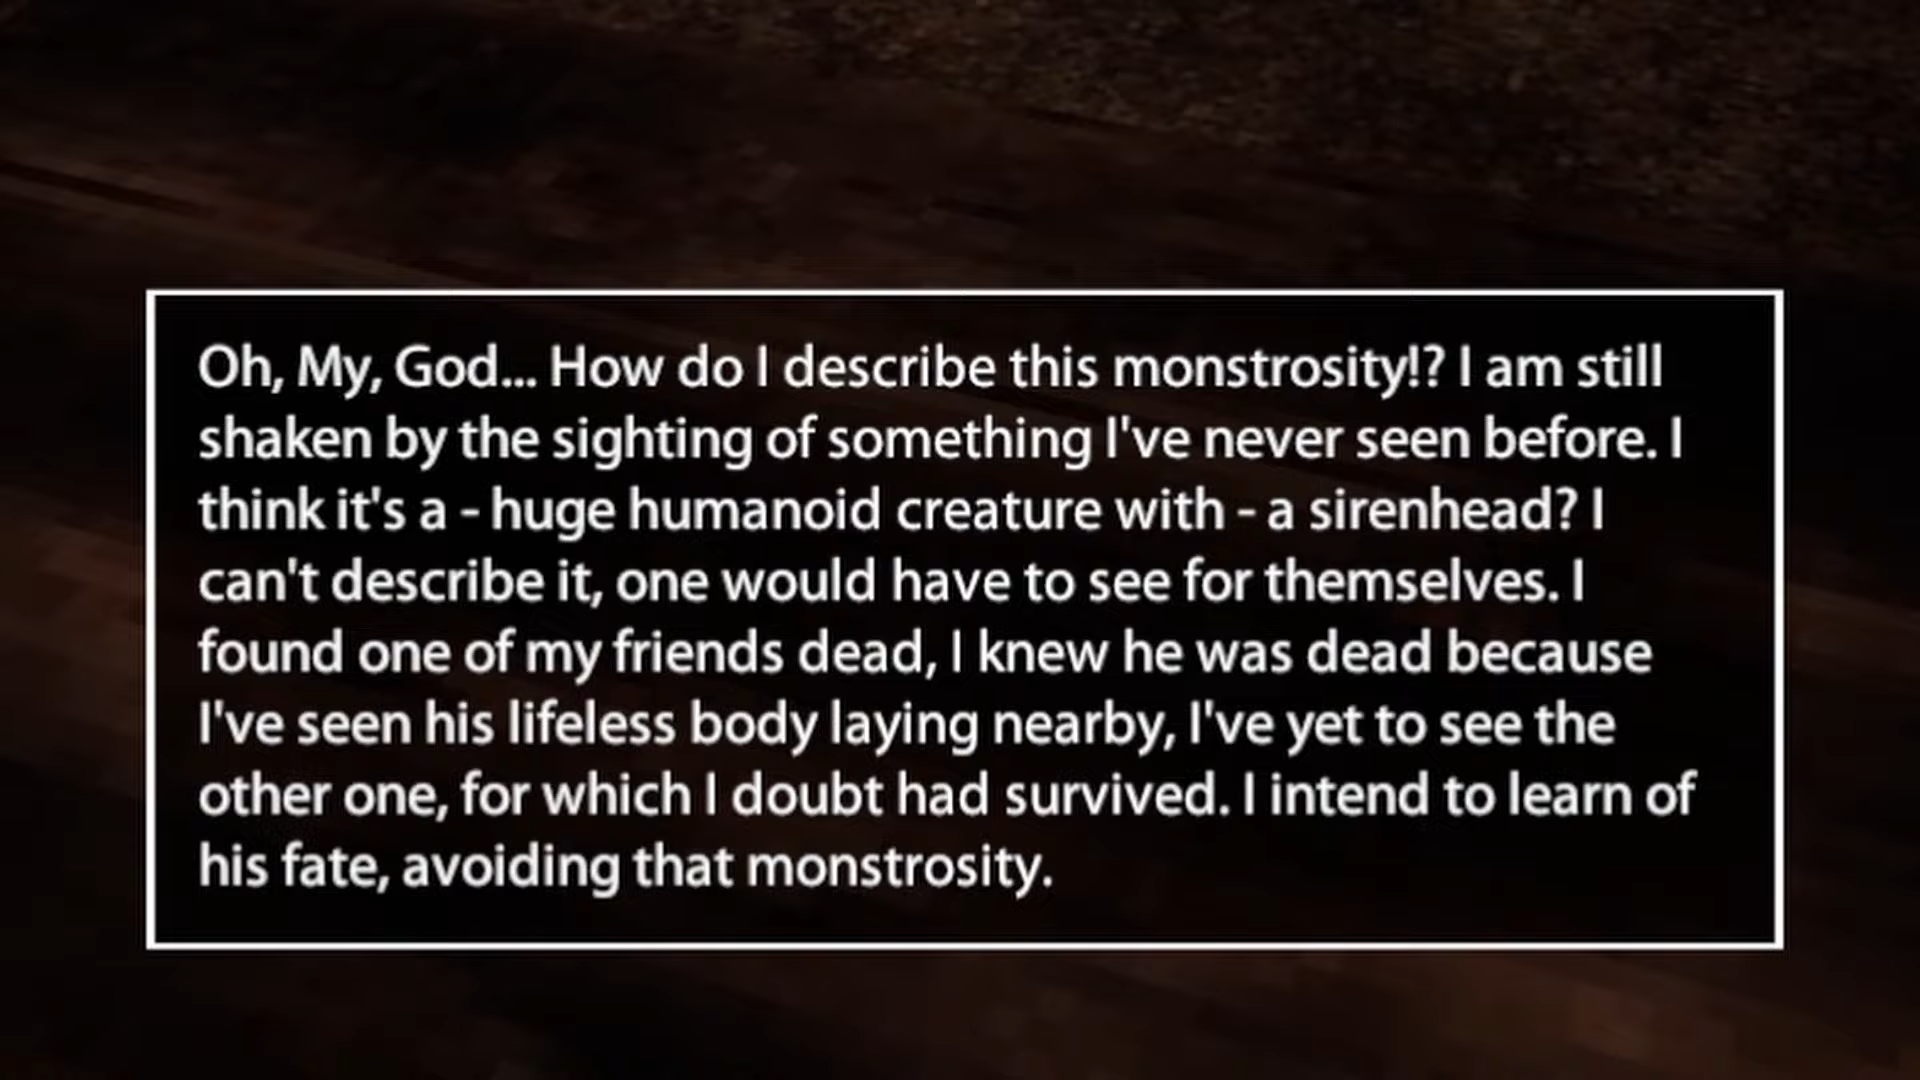 Oh, My, God... How do I describe this monstrosity!? I am still
shaken by the sighting of something I've never seen before. I
think it's a - huge humanoid creature with - a sirenhead? I
can't describe it, one would have to see for themselves. I
found one of my friends dead, I knew he was dead because
I've seen his lifeless body laying nearby, I've yet to see the
other one, for which I doubt had survived. I intend to learn of
his fate, avoiding that monstrosity.